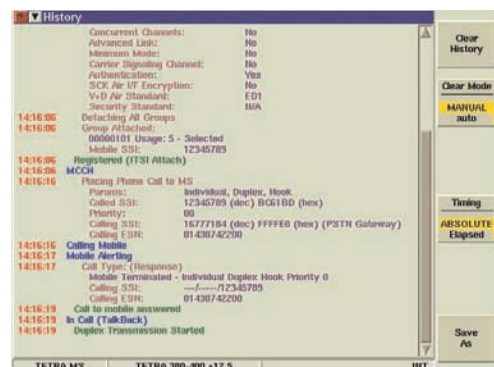 History
Concurrent Channels: No
Advanced Link: No
Minimum Mode: No
Carrier Signaling Channel: No
Authentication: Yes
SCK Air I/F Encryption: No
V+D Air Standard: ED1
Security Standard: N/A
14:16:06 Detaching All Groups
14:16:06 Group Attached:
00000101 Usage: 5 - Selected
Mobile SSI: 12345789
14:16:06 Registered (ITSI Attach)
14:16:06 MCCH
14:16:16 Placing Phone Call to MS
Params: Individual, Duplex, Hook
Called SSI: 12345789 (dec) BC61BD (hex)
Priority: 00
Calling SSI: 16777184 (dec) FFFFE0 (hex) (PSTN Gateway)
Calling ESN: 01438742200
14:16:16 Calling Mobile
14:16:17 Mobile Alerting
14:16:17 Call Type: (Response)
Mobile Terminated - Individual Duplex Hook Priority 0
Calling SSI: ---/-----/12345789
Calling ESN: 01438742200
14:16:19 Call to mobile answered
14:16:19 In Call (TalkBack)
14:16:19 Duplex Transmission Started
Clear
History
Clear Mode
MANUAL
auto
Timing
ABSOLUTE
Elapsed
Save
As
TETRA MS TETRA 380-400 +12.5 INT